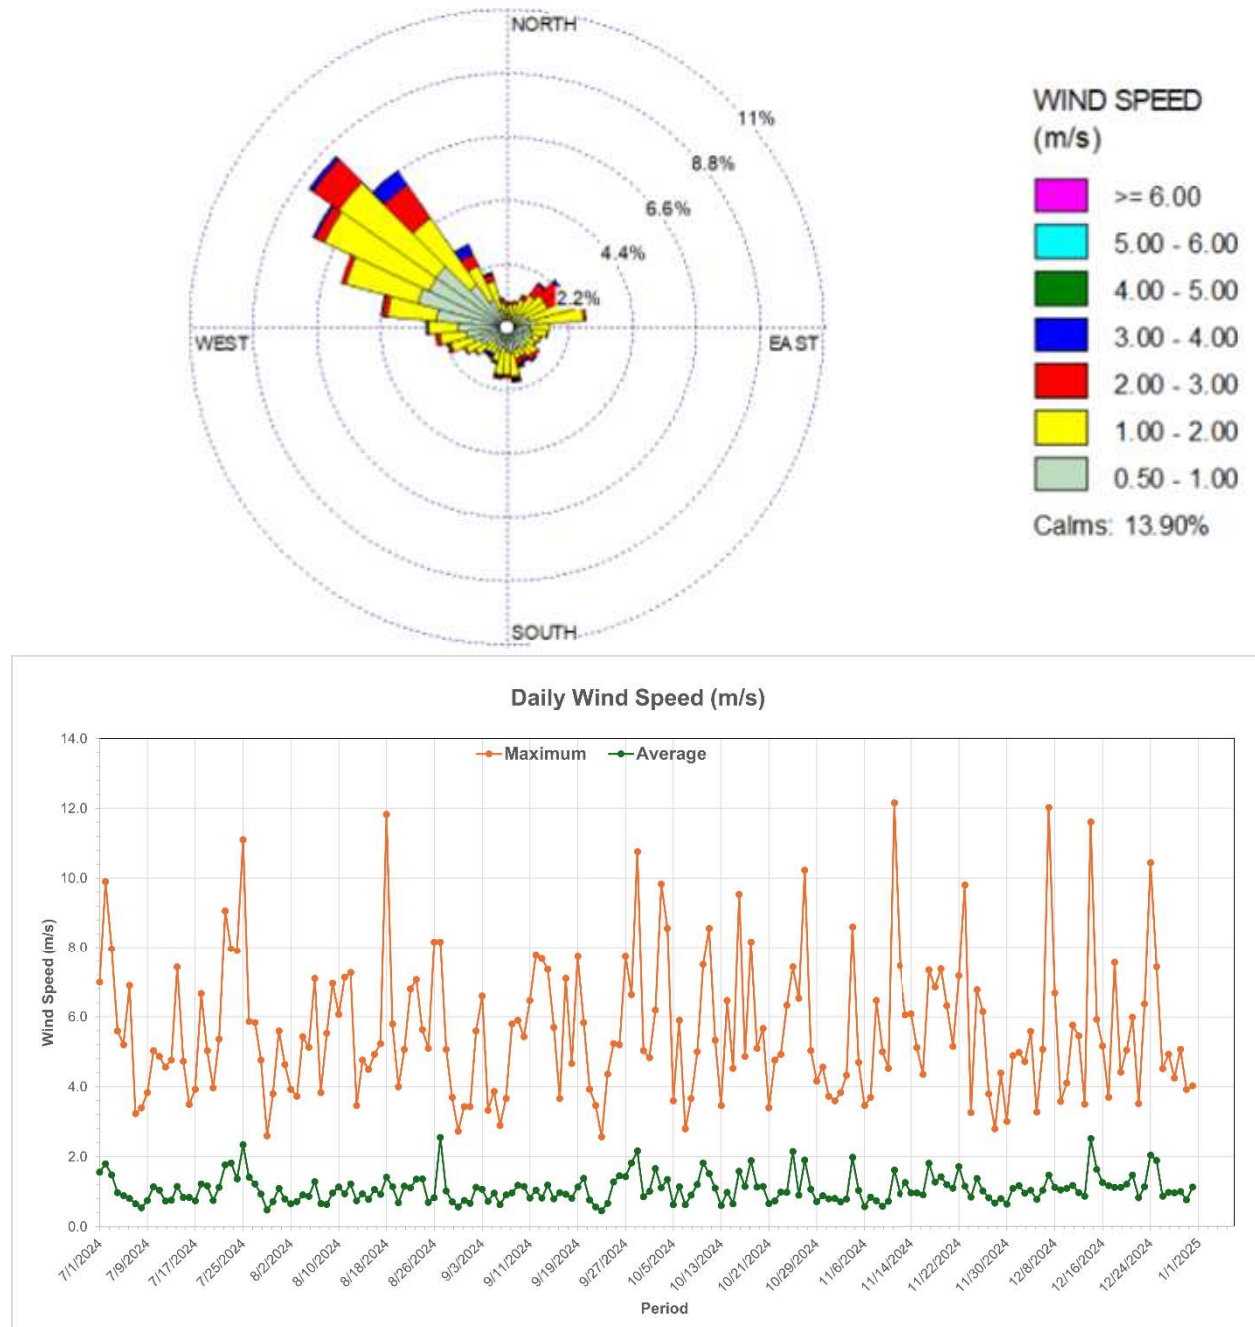 NORTH
11%
8.8%
6.6%
4.4%
2.2%
WEST
EAST
SOUTH
WIND SPEED
(m/s)
>= 6.00
5.00 - 6.00
4.00 - 5.00
3.00 - 4.00
2.00 - 3.00
1.00 - 2.00
0.50 - 1.00
Calms: 13.90%
Daily Wind Speed (m/s)
Maximum Average
14.0
12.0
10.0
8.0
6.0
4.0
2.0
0.0
Wind Speed (m/s)
7/1/2024
7/9/2024
7/17/2024
7/25/2024
8/2/2024
8/10/2024
8/18/2024
8/26/2024
9/3/2024
9/11/2024
9/19/2024
9/27/2024
10/5/2024
10/13/2024
10/21/2024
10/29/2024
11/6/2024
11/14/2024
11/22/2024
11/30/2024
12/8/2024
12/16/2024
12/24/2024
1/1/2025
Period